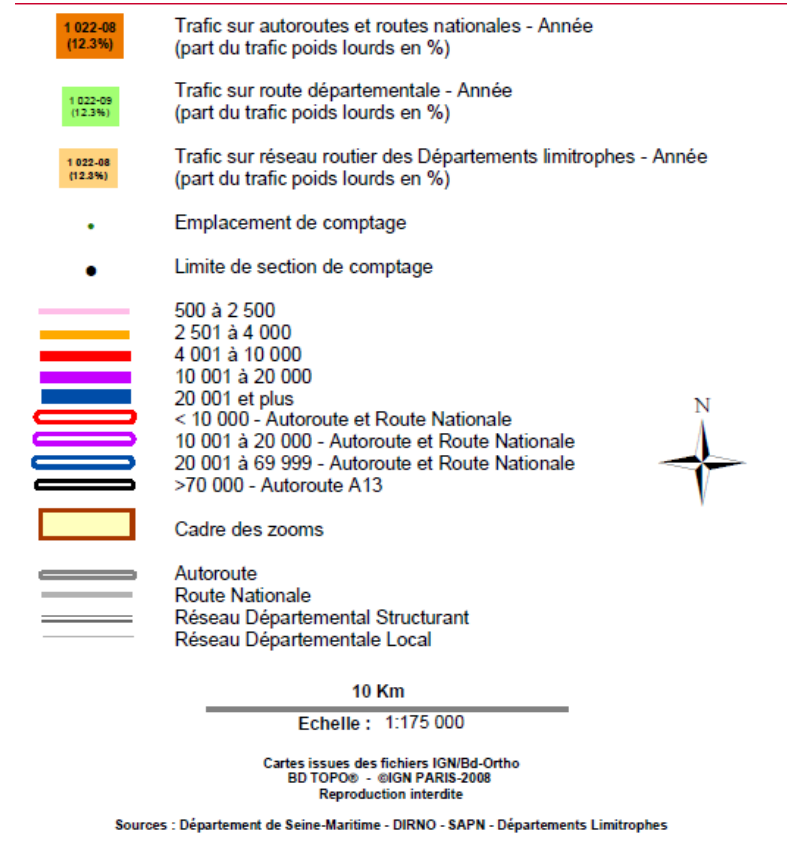 1 022-08
(12.3%)
Trafic sur autoroutes et routes nationales - Année
(part du trafic poids lourds en %)
1 022-09
(12.3%)
Trafic sur route départementale - Année
(part du trafic poids lourds en %)
1 022-08
(12.3%)
Trafic sur réseau routier des Départements limitrophes - Année
(part du trafic poids lourds en %)
Emplacement de comptage
Limite de section de comptage
500 à 2 500
2 501 à 4 000
4 001 à 10 000
10 001 à 20 000
20 001 et plus
< 10 000 - Autoroute et Route Nationale
10 001 à 20 000 - Autoroute et Route Nationale
20 001 à 69 999 - Autoroute et Route Nationale
>70 000 - Autoroute A13
N
Cadre des zooms
Autoroute
Route Nationale
Réseau Départemental Structurant
Réseau Départementale Local
10 Km
Echelle : 1:175 000
Cartes issues des fichiers IGN/Bd-Ortho
BD TOPO® - ©IGN PARIS-2008
Reproduction interdite
Sources : Département de Seine-Maritime - DIRNO - SAPN - Départements Limitrophes